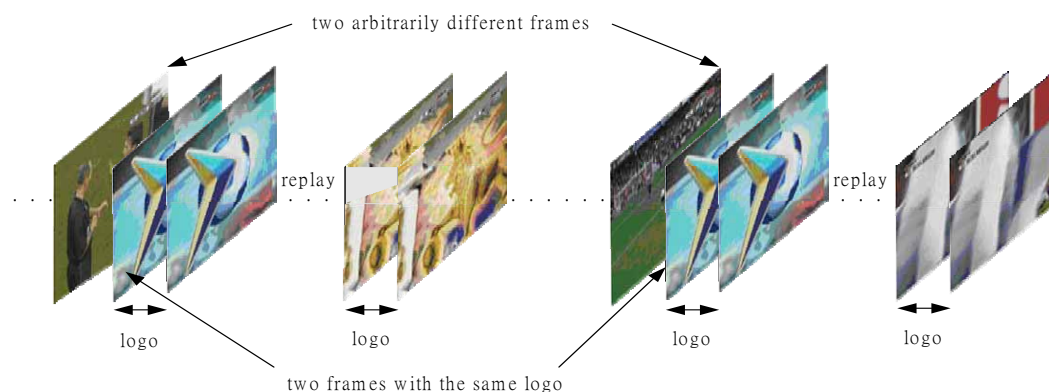 two arbitrarily different frames
replay
replay
logo
logo
logo
logo
two frames with the same logo